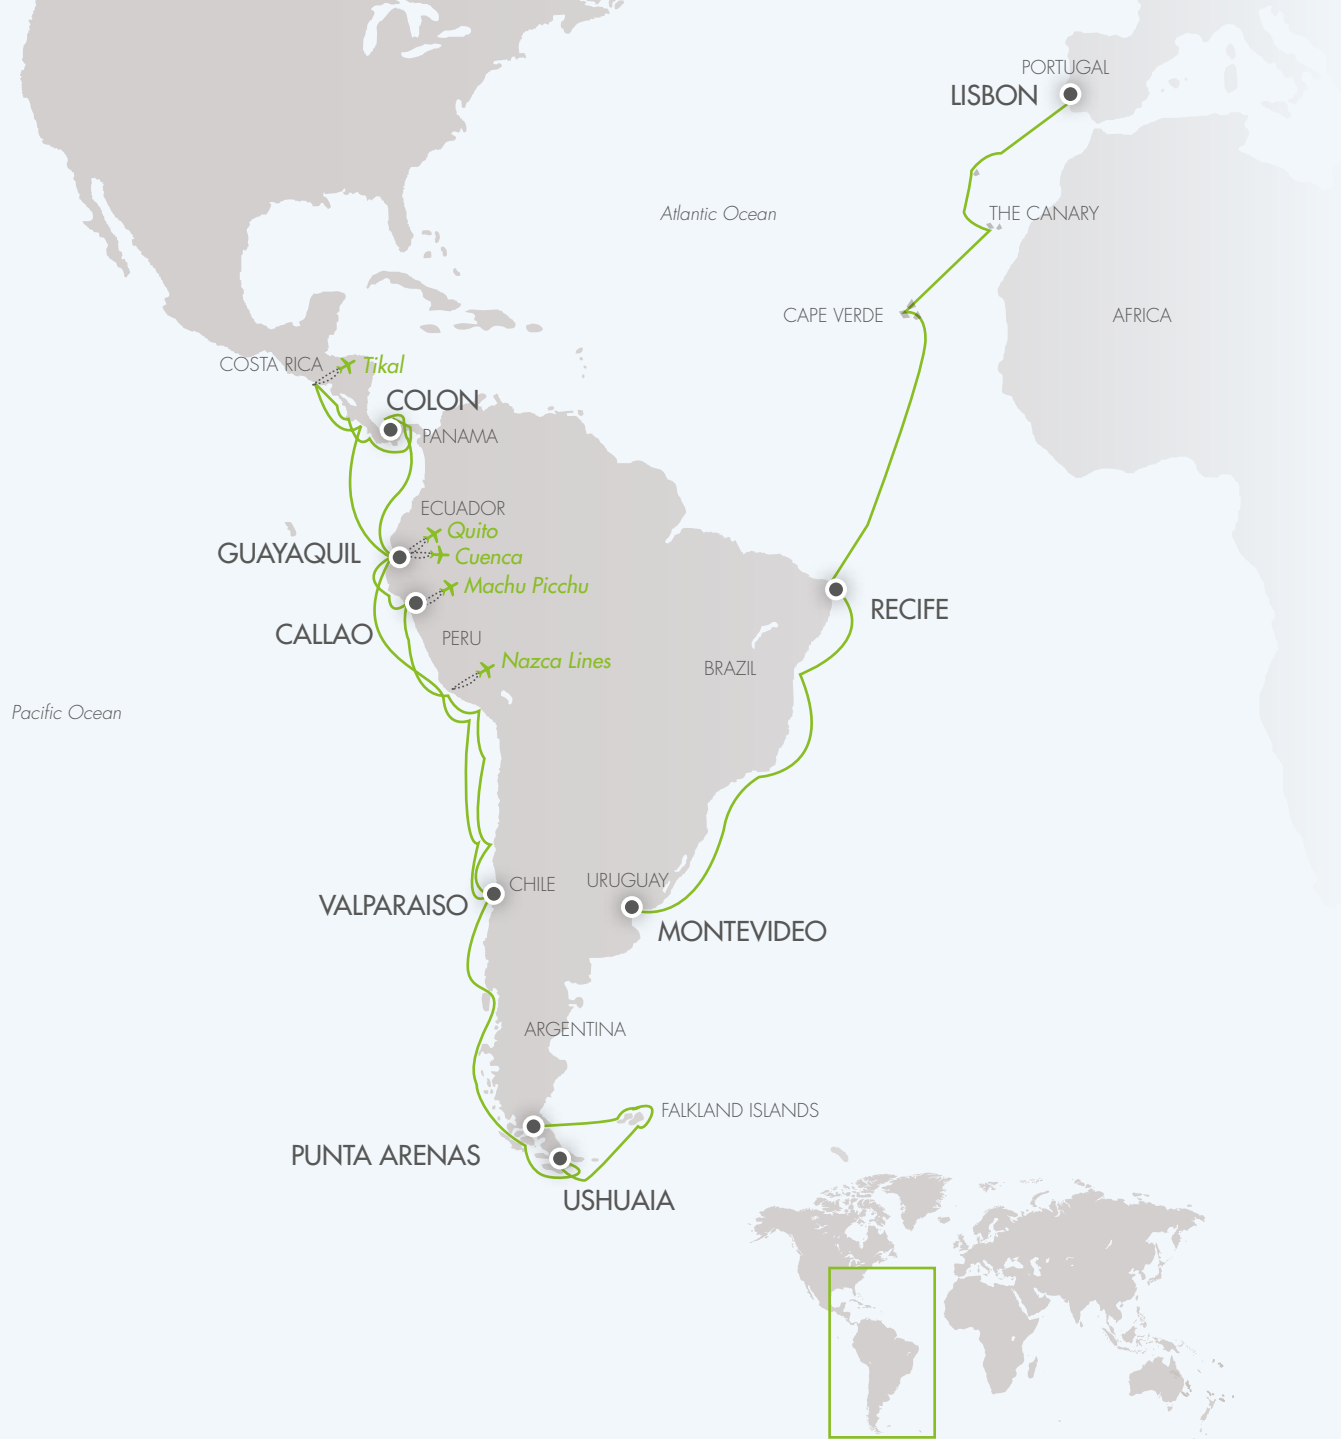 PORTUGAL
LISBON
Atlantic Ocean
THE CANARY
CAPE VERDE
AFRICA
COSTA RICA
Tikal
COLON
PANAMA
ECUADOR
Quito
GUAYAQUIL
Cuenca
Machu Picchu
RECIFE
CALLAO
PERU
Nazca Lines
BRAZIL
Pacific Ocean
CHILE
URUGUAY
VALPARAISO
MONTEVIDEO
ARGENTINA
FALKLAND ISLANDS
PUNTA ARENAS
USHUAIA